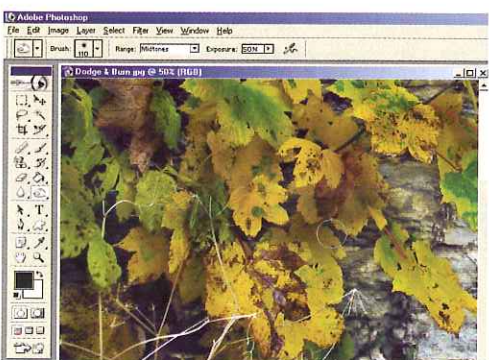 Adobe Photoshop
File Edit Image Layer Select Filter View Window Help
Brush: 110 Range: Midtones Exposure: 50%
Dodge & Burn.jpg @ 50% (RGB)
T